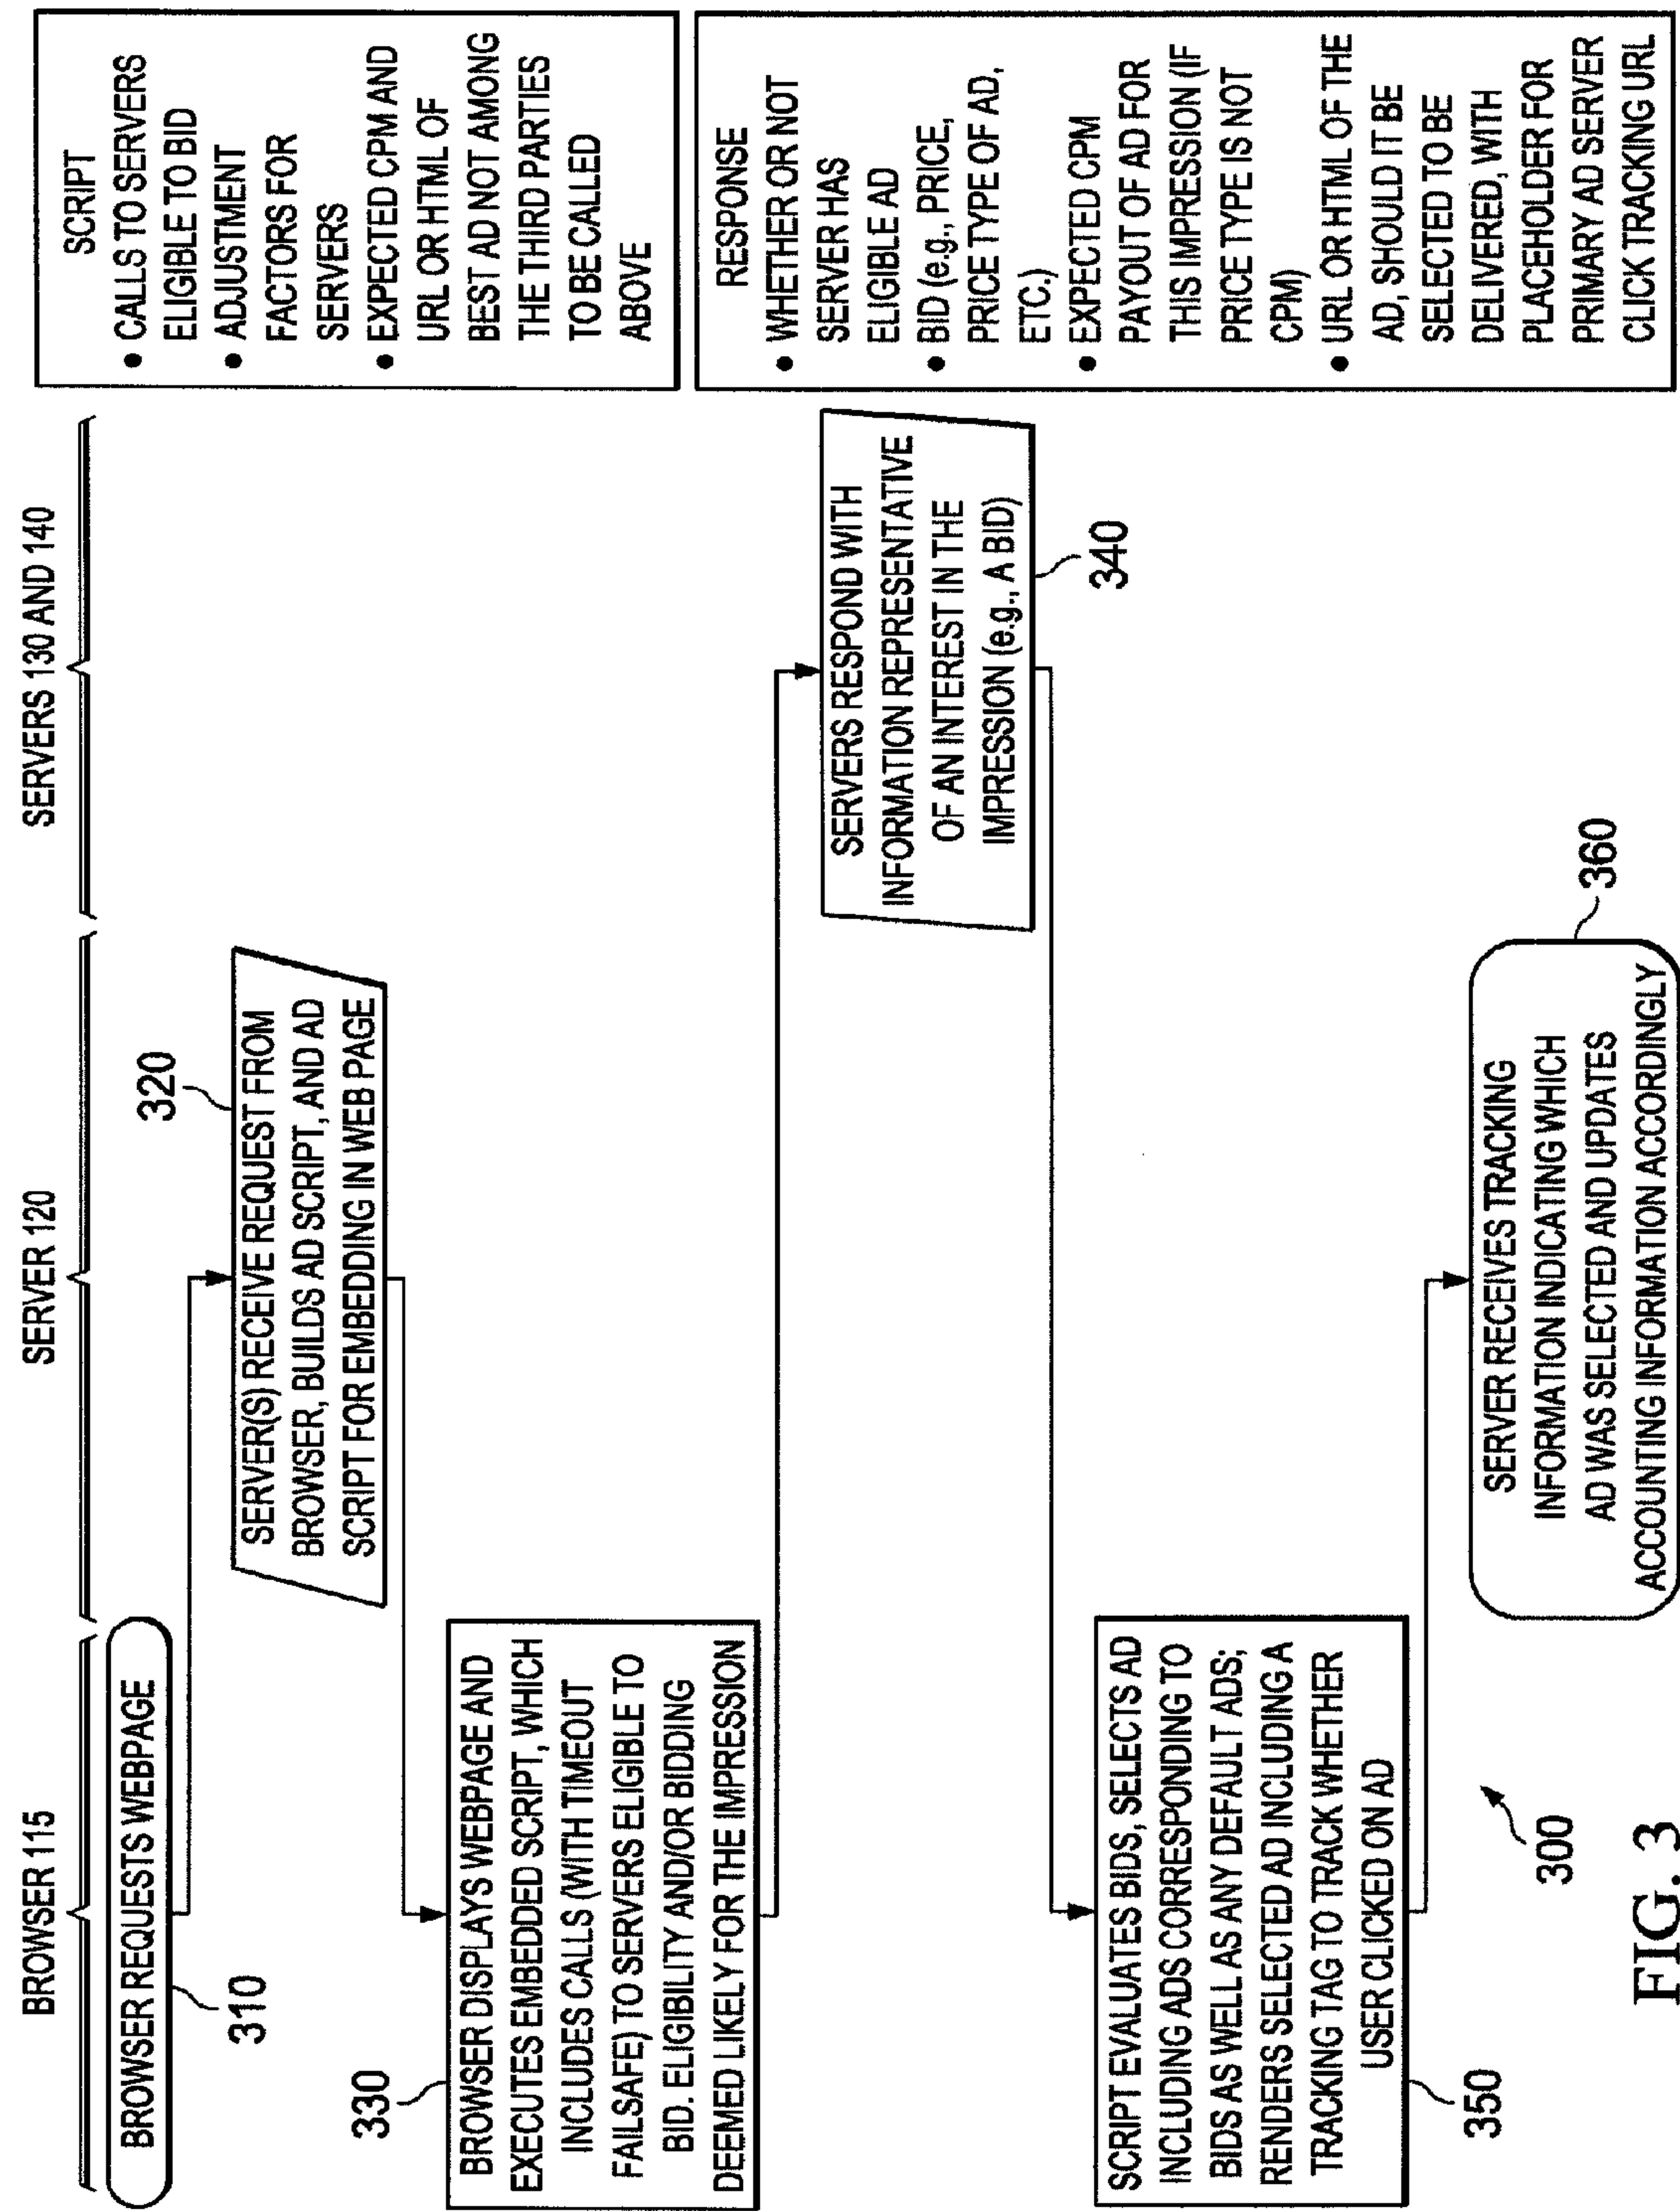 BROWSER 115
SERVER 120
SERVERS 130 AND 140
BROWSER REQUESTS WEBPAGE
310
320
SERVER(S) RECEIVE REQUEST FROM
BROWSER, BUILDS AD SCRIPT, AND AD
SCRIPT FOR EMBEDDING IN WEB PAGE
330
BROWSER DISPLAYS WEBPAGE AND
EXECUTES EMBEDDED SCRIPT, WHICH
INCLUDES CALLS (WITH TIMEOUT
FAILSAFE) TO SERVERS ELIGIBLE TO
BID. ELIGIBILITY AND/OR BIDDING
DEEMED LIKELY FOR THE IMPRESSION
SERVERS RESPOND WITH
INFORMATION REPRESENTATIVE
OF AN INTEREST IN THE
IMPRESSION (e.g., A BID)
340
SCRIPT EVALUATES BIDS, SELECTS AD
INCLUDING ADS CORRESPONDING TO
BIDS AS WELL AS ANY DEFAULT ADS;
RENDERS SELECTED AD INCLUDING A
TRACKING TAG TO TRACK WHETHER
USER CLICKED ON AD
350
SERVER RECEIVES TRACKING
INFORMATION INDICATING WHICH
AD WAS SELECTED AND UPDATES
ACCOUNTING INFORMATION ACCORDINGLY
360
SCRIPT
• CALLS TO SERVERS
ELIGIBLE TO BID
• ADJUSTMENT
FACTORS FOR
SERVERS
• EXPECTED CPM AND
URL OR HTML OF
BEST AD NOT AMONG
THE THIRD PARTIES
TO BE CALLED
ABOVE
RESPONSE
• WHETHER OR NOT
SERVER HAS
ELIGIBLE AD
• BID (e.g., PRICE,
PRICE TYPE OF AD,
ETC.)
• EXPECTED CPM
PAYOUT OF AD FOR
THIS IMPRESSION (IF
PRICE TYPE IS NOT
CPM)
• URL OR HTML OF THE
AD, SHOULD IT BE
SELECTED TO BE
DELIVERED, WITH
PLACEHOLDER FOR
PRIMARY AD SERVER
CLICK TRACKING URL
300
FIG. 3